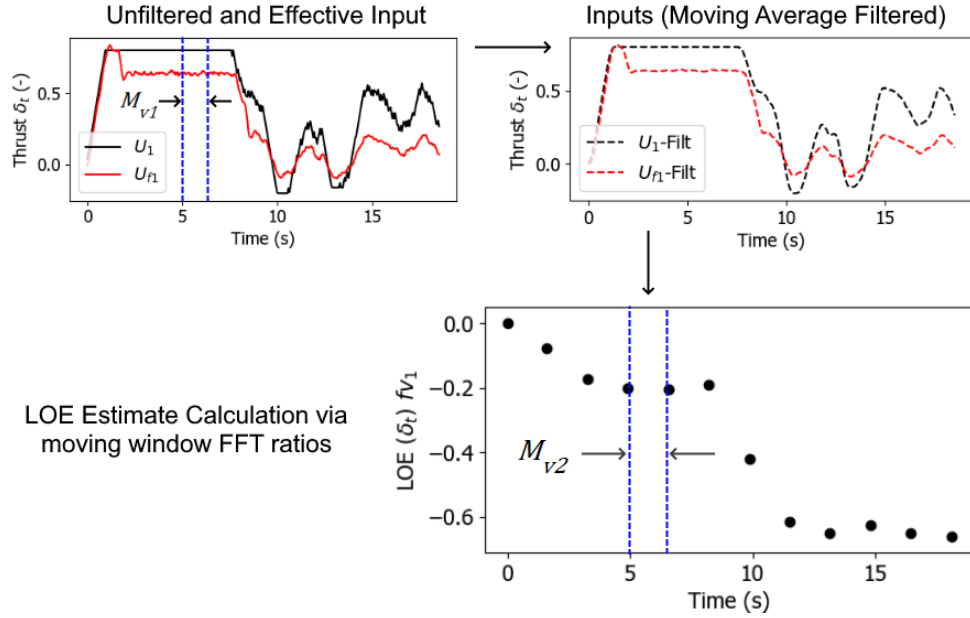 Unfiltered and Effective Input
Thrust δt (-)
0.5
0.0
Mv1
U1
Uf1
0
5
10
15
Time (s)
Inputs (Moving Average Filtered)
Thrust δt (-)
0.5
0.0
U1-Filt
Uf1-Filt
0
5
10
15
Time (s)
LOE Estimate Calculation via
moving window FFT ratios
LOE (δt) fv1
0.0
−0.2
−0.4
−0.6
Mv2
0
5
10
15
Time (s)